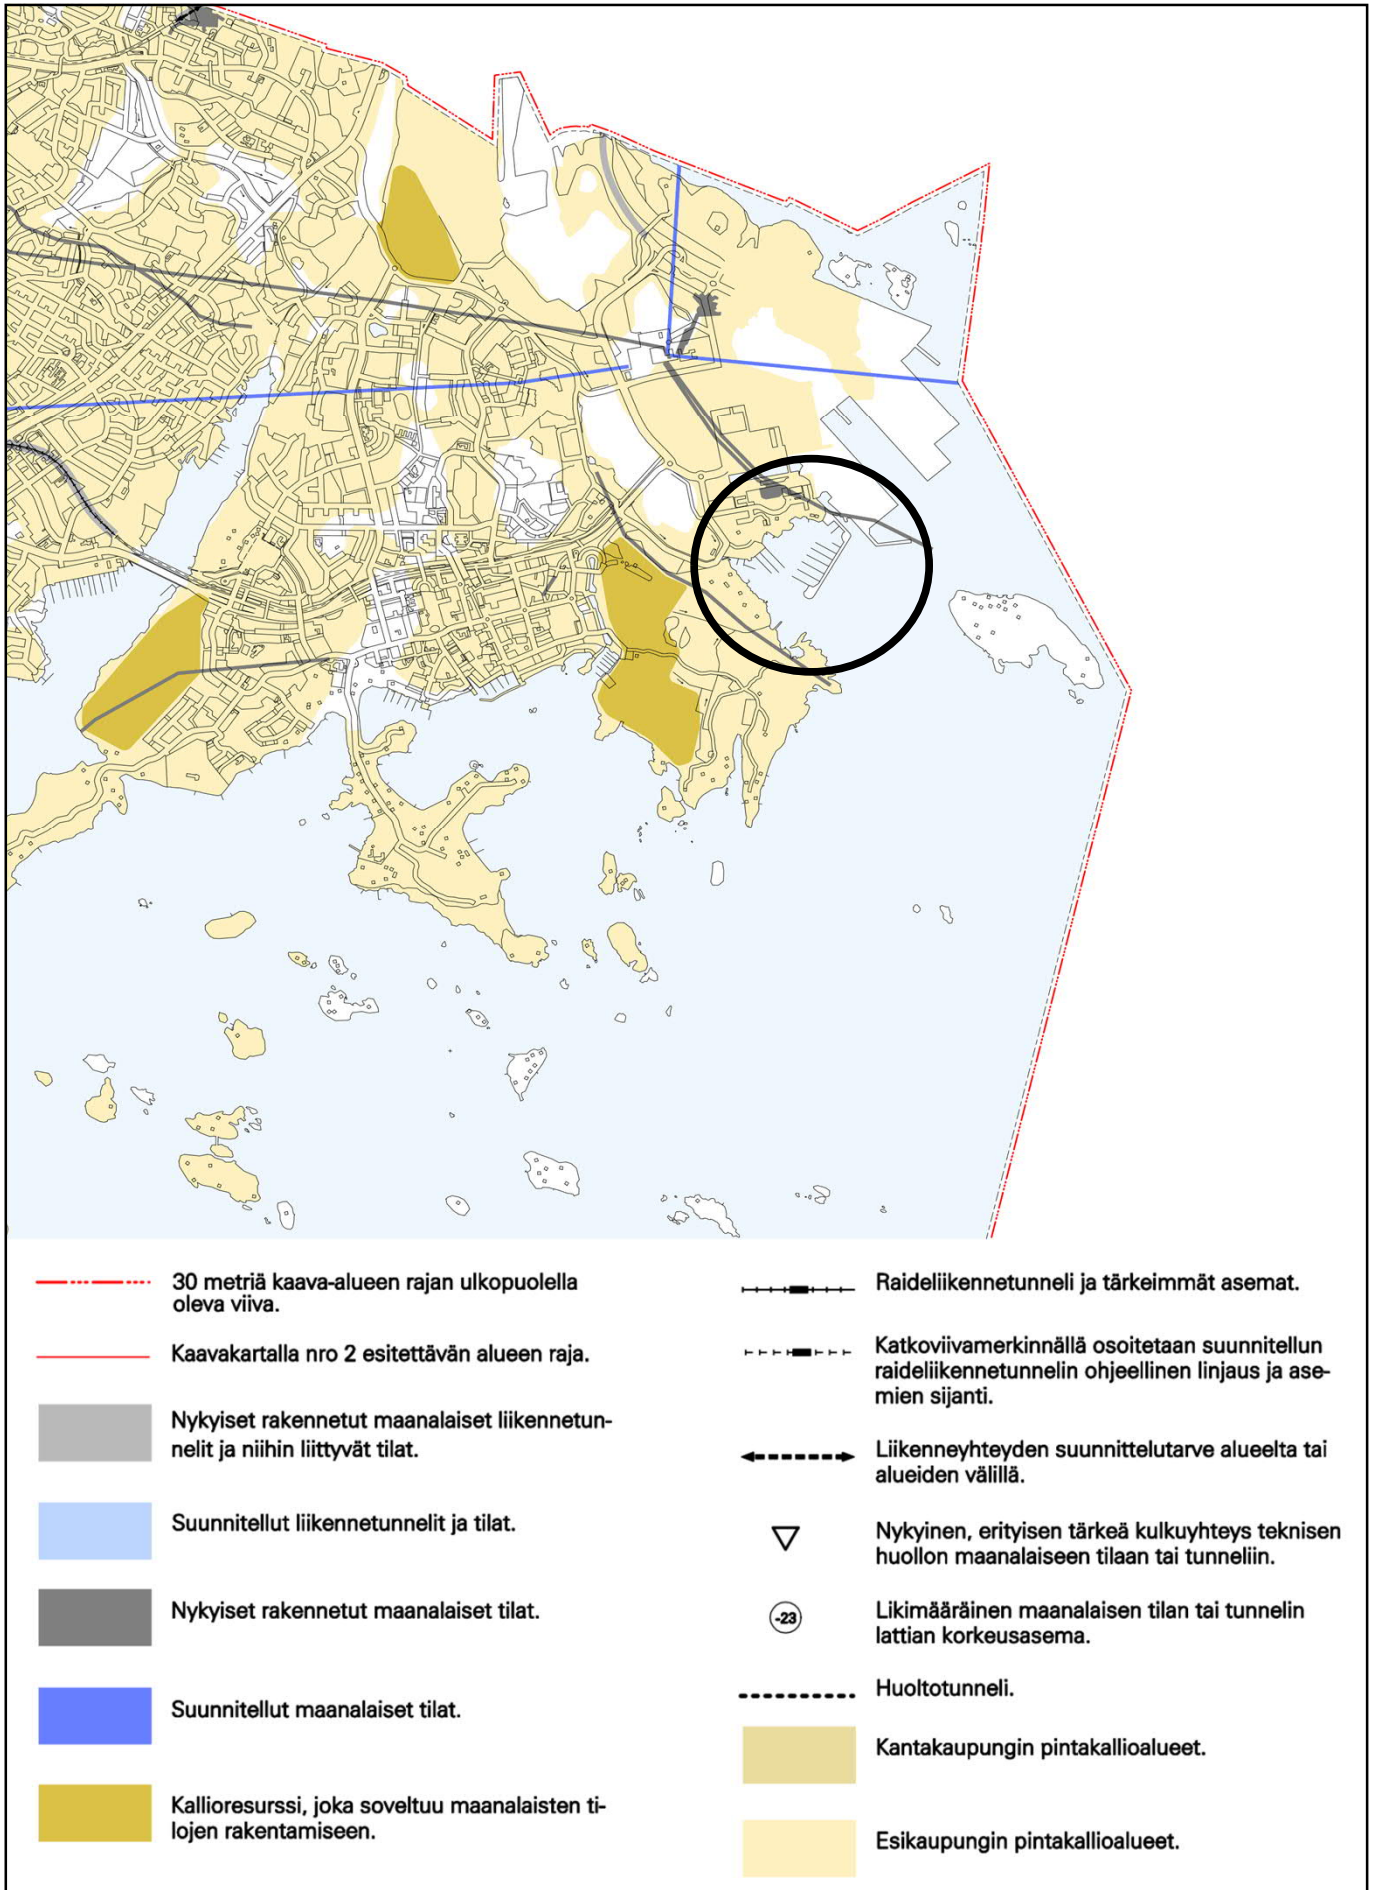 30 metriä kaava-alueen rajan ulkopuolella
oleva viiva.
Kaavakartalla nro 2 esitettävän alueen raja.
Nykyiset rakennetut maanalaiset liikennetun-
nelit ja niihin liittyvät tilat.
Suunnitellut liikennetunnelit ja tilat.
Nykyiset rakennetut maanalaiset tilat.
Suunnitellut maanalaiset tilat.
Kallioresurssi, joka soveltuu maanalaisten ti-
lojen rakentamiseen.
Raideliikennetunneli ja tärkeimmät asemat.
Katkoviivamerkinnällä osoitetaan suunnitellun
raideliikennetunnelin ohjeellinen linjaus ja ase-
mien sijanti.
Liikenneyhteyden suunnittelutarve alueelta tai
alueiden välillä.
Nykyinen, erityisen tärkeä kulkuyhteys teknisen
huollon maanalaiseen tilaan tai tunneliin.
-23
Likimääräinen maanalaisen tilan tai tunnelin
lattian korkeusasema.
Huoltotunneli.
Kantakaupungin pintakallioalueet.
Esikaupungin pintakallioalueet.